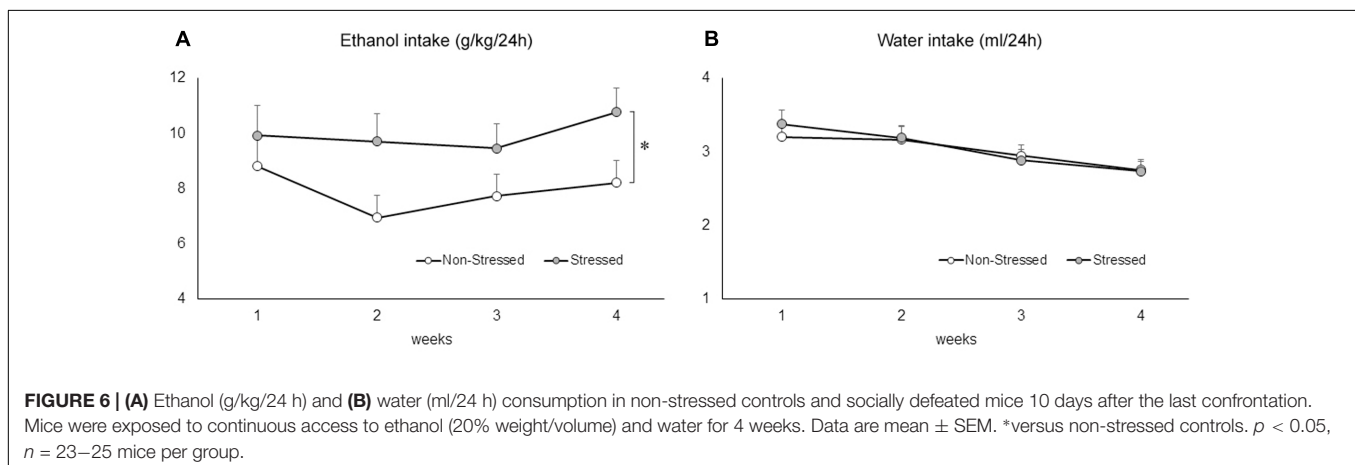 A Ethanol intake (g/kg/24h)
12
10
8
6
4
*
Non-Stressed Stressed
1 2 3 4
weeks
B Water intake (ml/24h)
4
3
2
1
Non-Stressed Stressed
1 2 3 4
weeks
FIGURE 6 | (A) Ethanol (g/kg/24 h) and (B) water (ml/24 h) consumption in non-stressed controls and socially defeated mice 10 days after the last confrontation.
Mice were exposed to continuous access to ethanol (20% weight/volume) and water for 4 weeks. Data are mean ± SEM. *versus non-stressed controls. p < 0.05,
n = 23−25 mice per group.